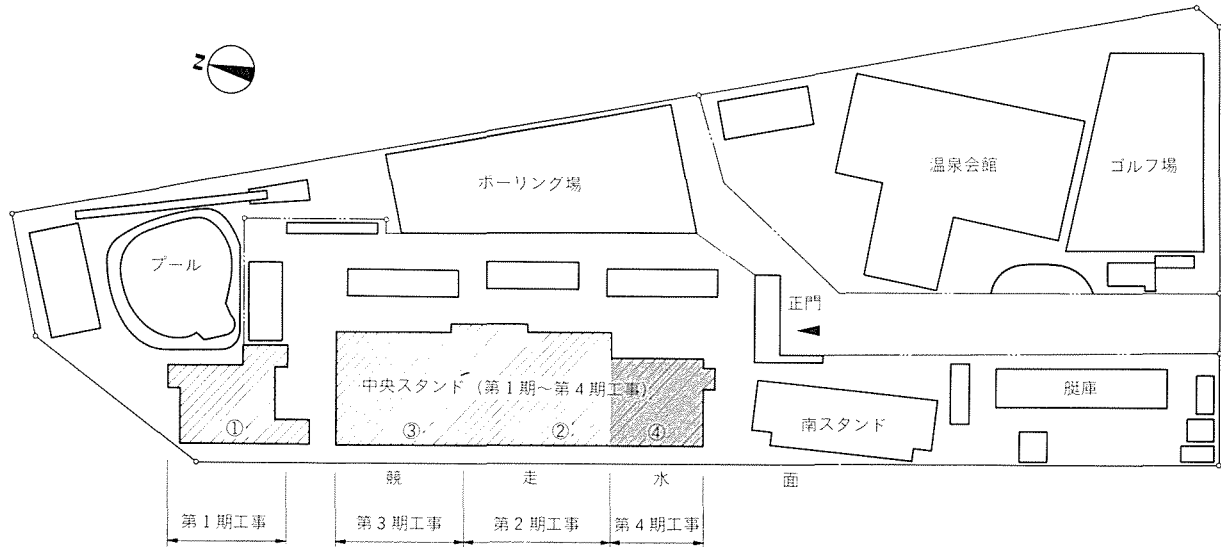 Z
ボーリング場
温泉会館
ゴルフ場
プール
正門
中央スタンド (第1期〜第4期工事)
艇庫
南スタンド
① ③ ② ④
競走水面
第1期工事
第3期工事
第2期工事
第4期工事